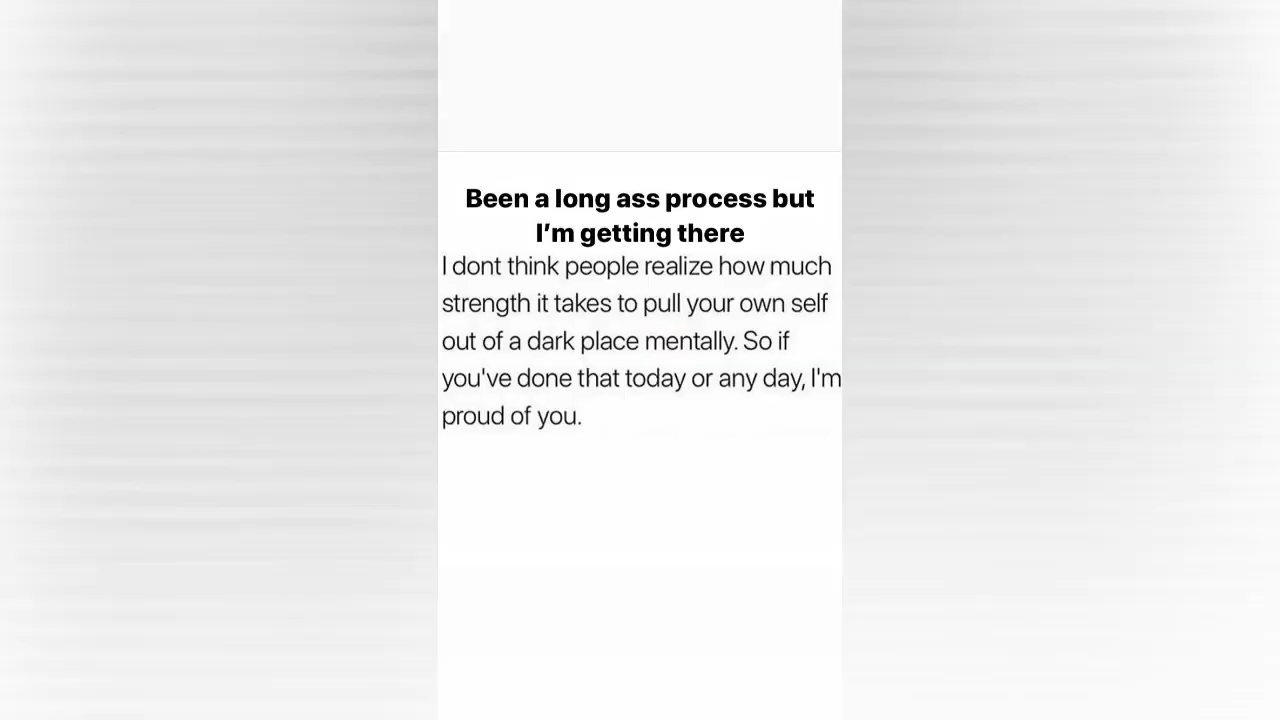 Been a long ass process but
I’m getting there
I dont think people realize how much
strength it takes to pull your own self
out of a dark place mentally. So if
you've done that today or any day, I'm
proud of you.